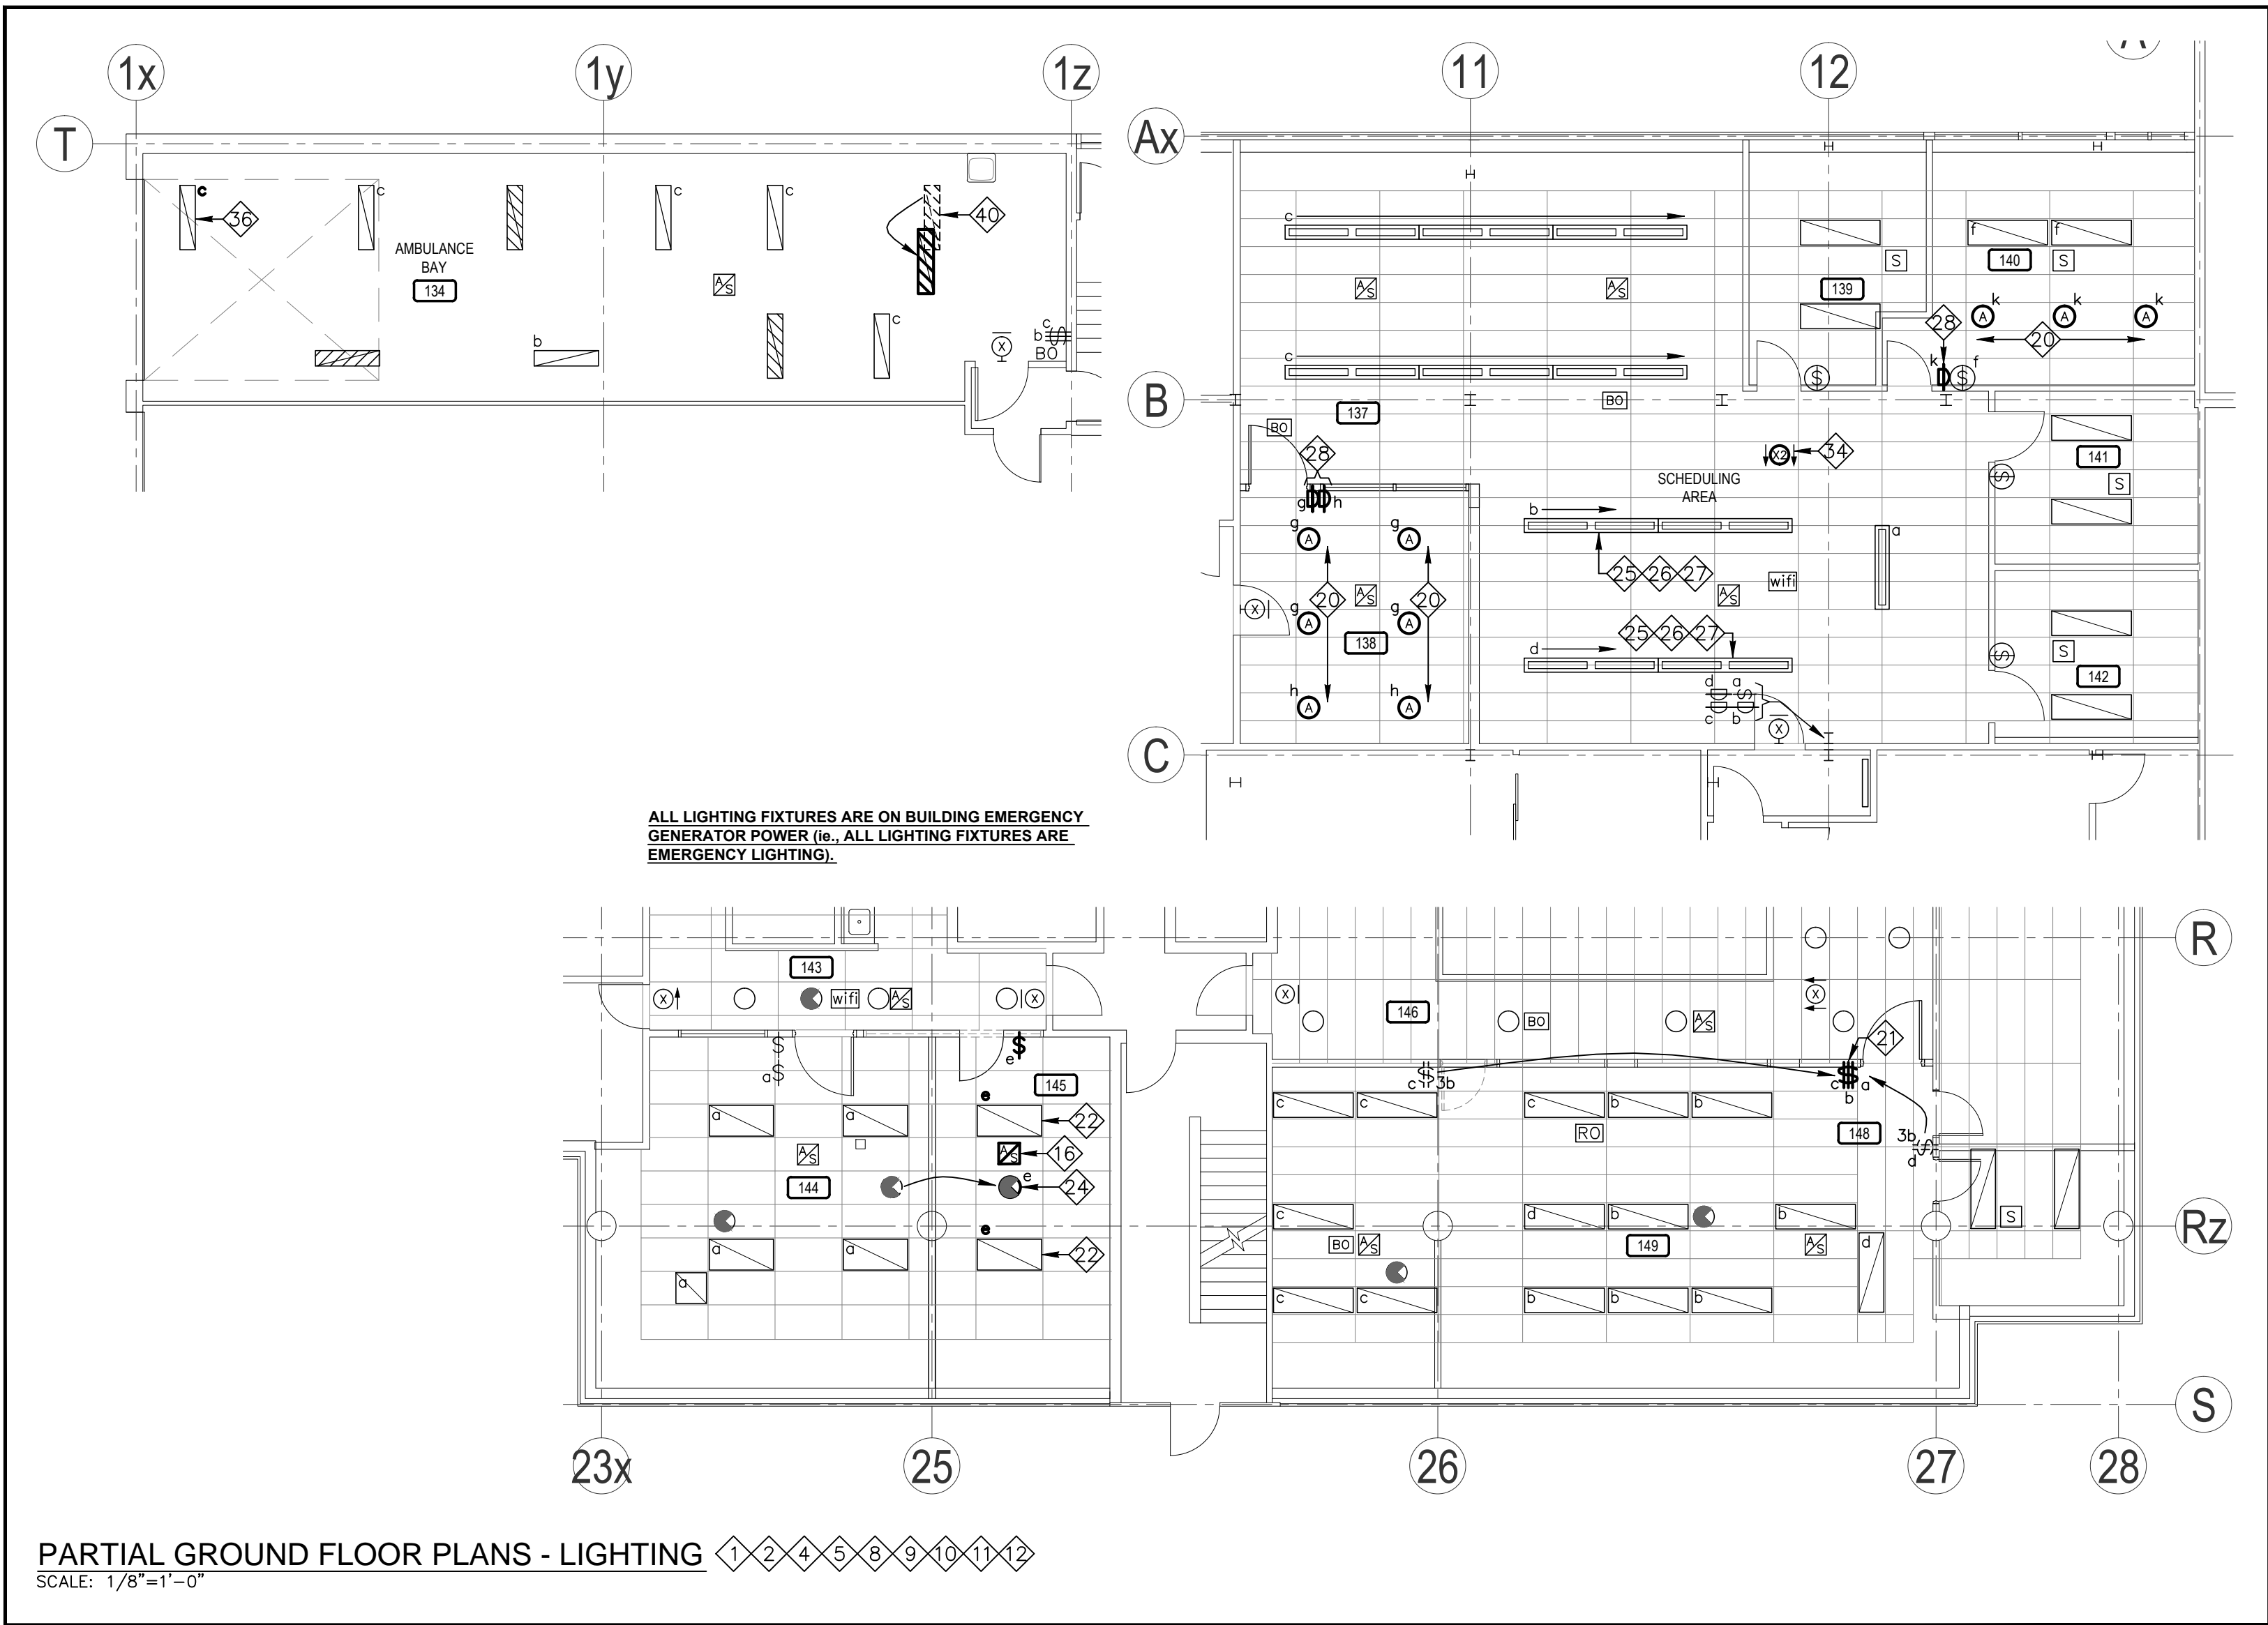 1x
1y
1z
11
12
T
Ax
c
c
c
c
36
40
AMBULANCE
BAY
134
A/S
c
b
c
b
BO
X
c
A/S
A/S
S
139
f
f
140
S
k
k
k
A
A
A
28
20
k
f
$
$
c
B
137
BO
BO
28
g
h
X2
34
SCHEDULING
AREA
141
S
$
g
g
A
A
b
a
25
26
27
20
A/S
20
wifi
A/S
X
g
g
A
A
138
25
26
27
d
h
h
A
A
d
a
c
b
X
$
S
142
C
ALL LIGHTING FIXTURES ARE ON BUILDING EMERGENCY
GENERATOR POWER (ie., ALL LIGHTING FIXTURES ARE
EMERGENCY LIGHTING).
R
143
X
wifi
A/S
X
X
146
BO
A/S
X
21
$
a$
$
e
145
c
3b
c
a
b
a
a
e
22
c
c
c
b
b
RO
148
3b
d
A/S
A/S
16
144
e
24
e
22
a
a
a
c
d
b
b
BO
A/S
149
A/S
d
S
Rz
c
c
b
b
b
S
23x
25
26
27
28
PARTIAL GROUND FLOOR PLANS - LIGHTING 1 2 4 5 8 9 10 11 12
SCALE: 1/8"=1'-0"